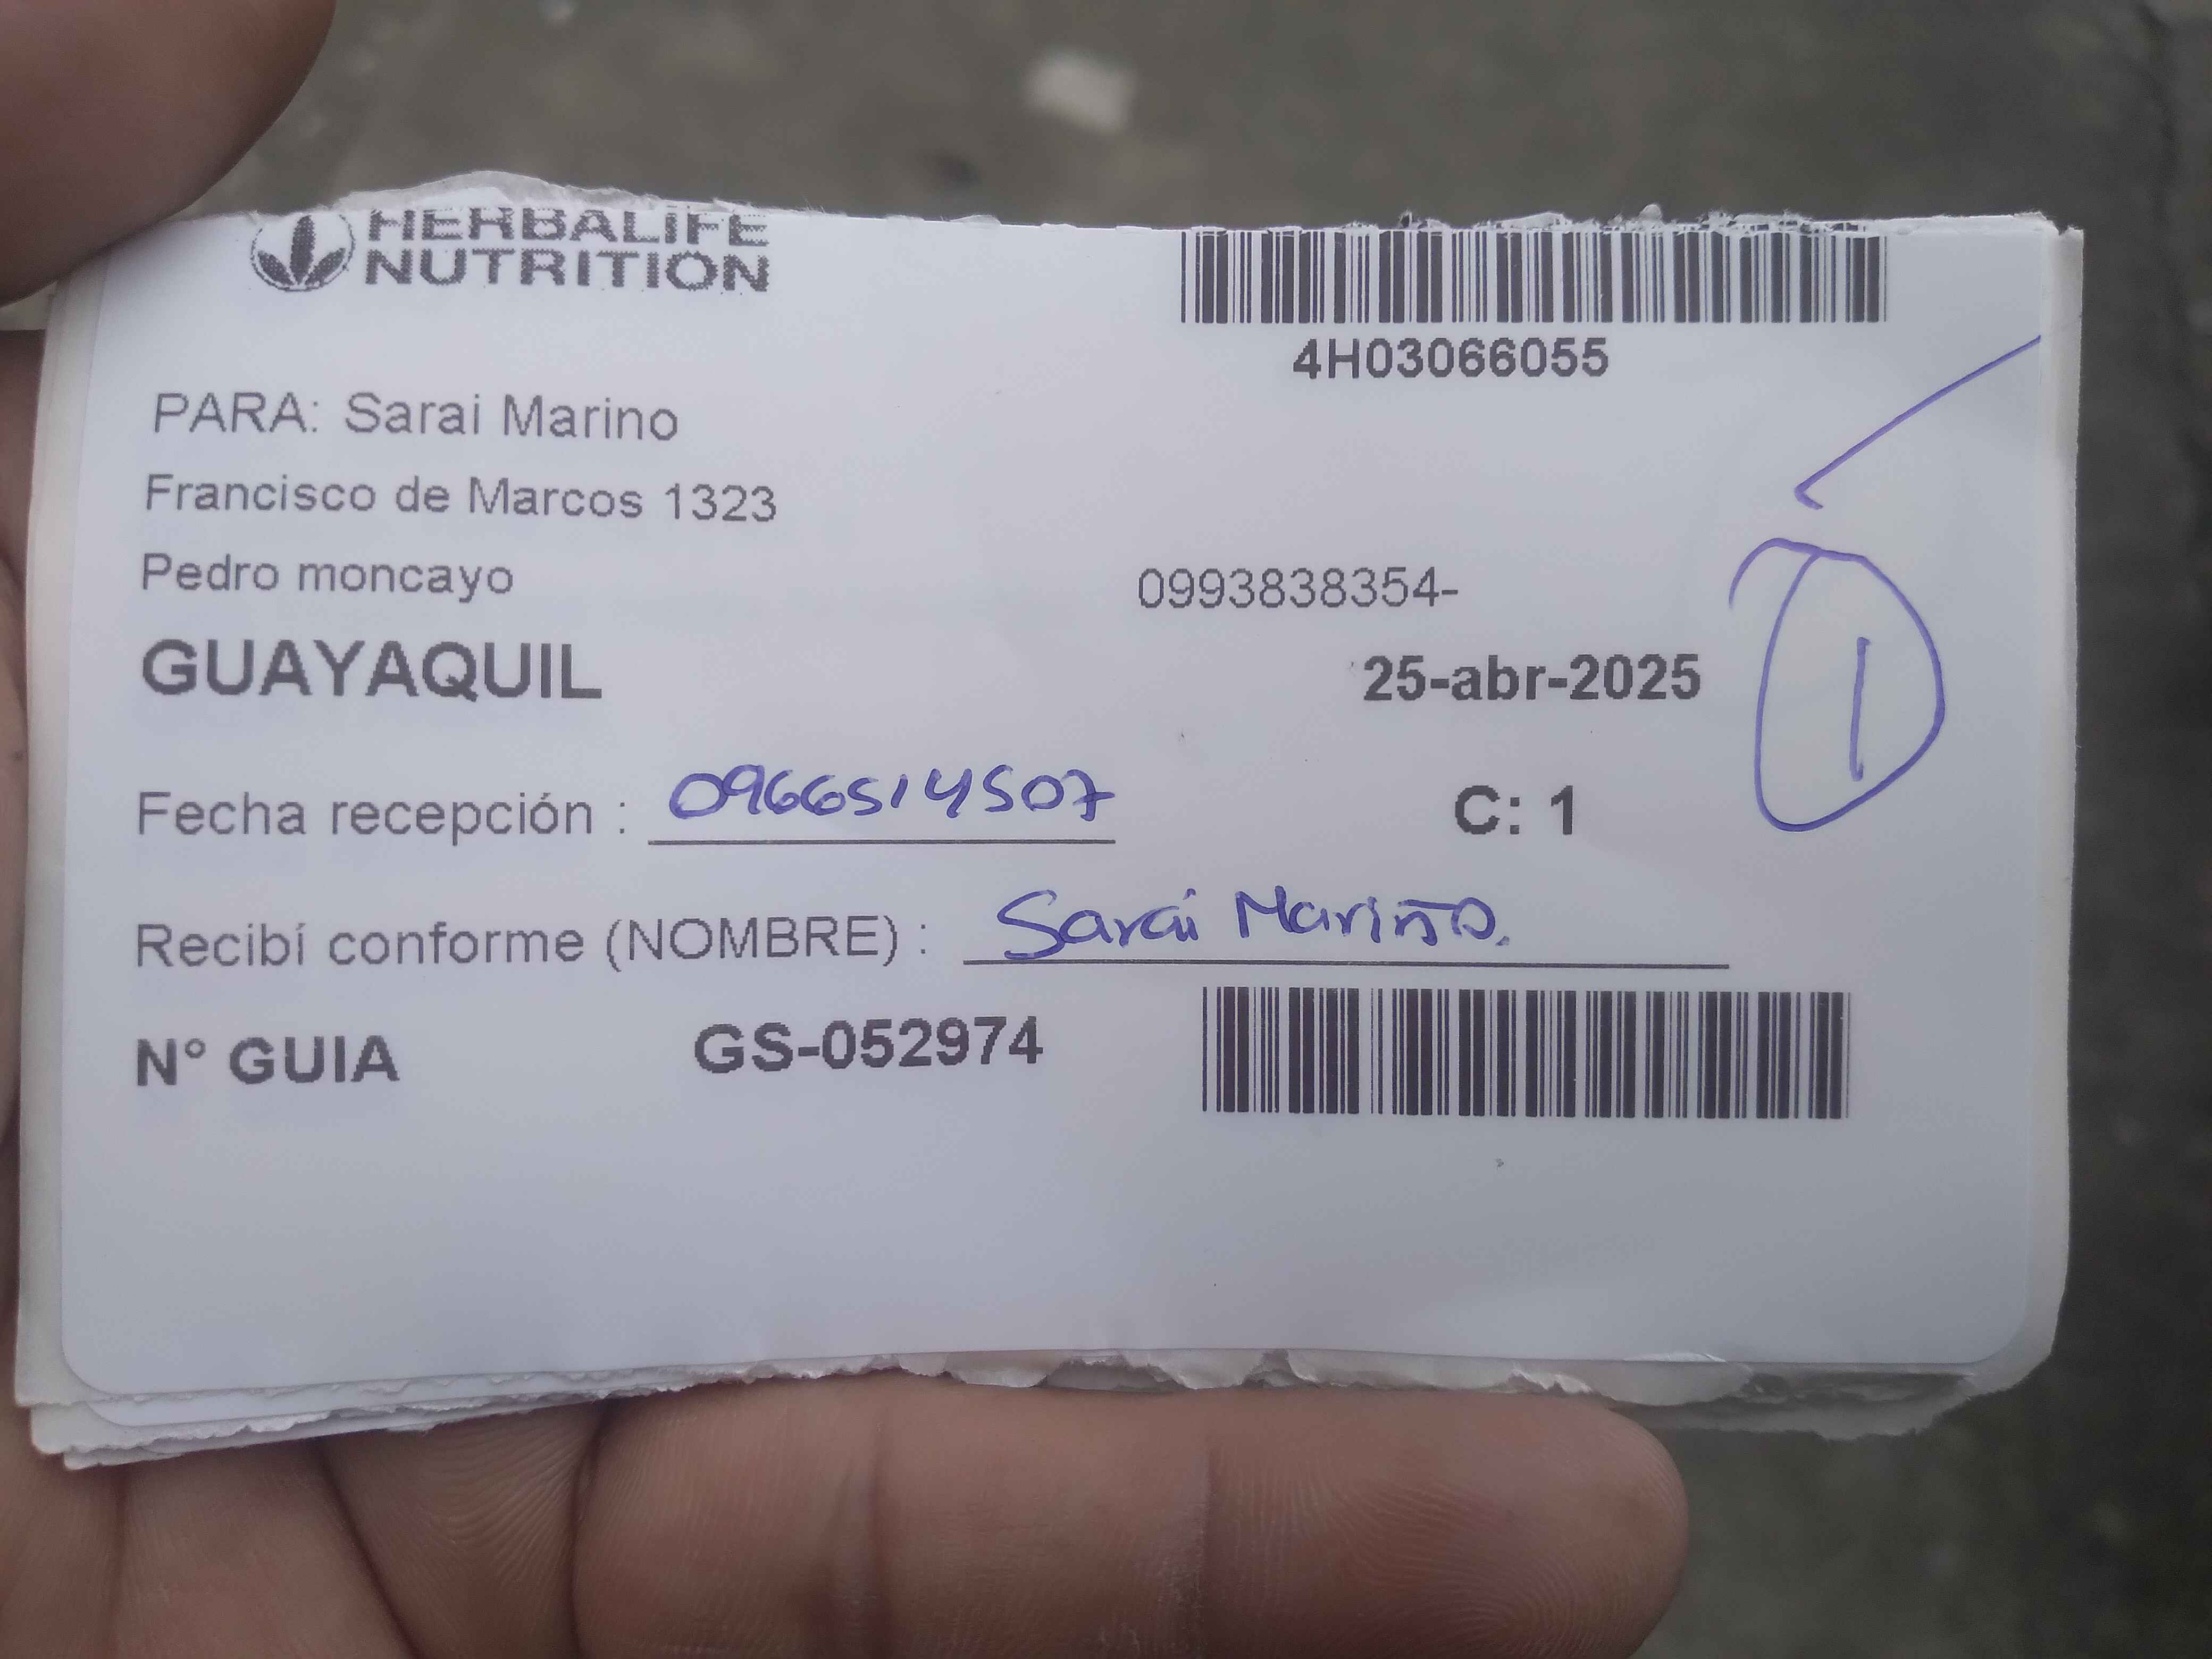 HERBALIFE
NUTRITION
4H03066055
PARA: Sarai Marino
Francisco de Marcos 1323
Pedro moncayo
0993838354-
GUAYAQUIL
25-abr-2025
1
Fecha recepción : 0966514507
C: 1
Recibí conforme (NOMBRE) : Sarai Mariño.
N° GUIA GS-052974